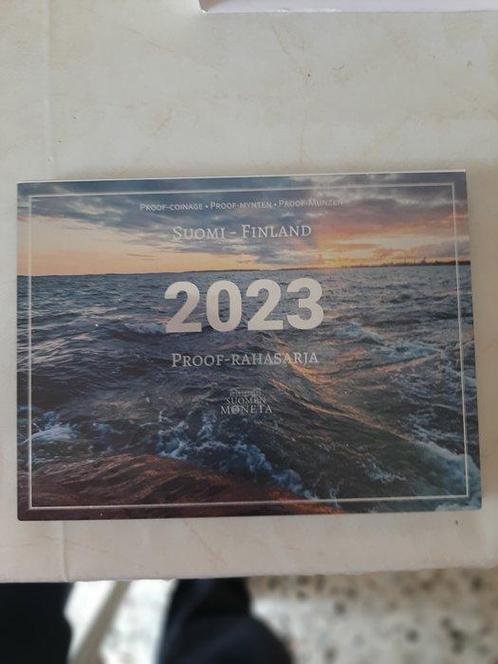 PROOF-COINAGE • PROOF-MYNTEN • PROOF-MÜNZEN
SUOMI – FINLAND
2023
PROOF-RAHASARJA
SUOMEN
MONETA